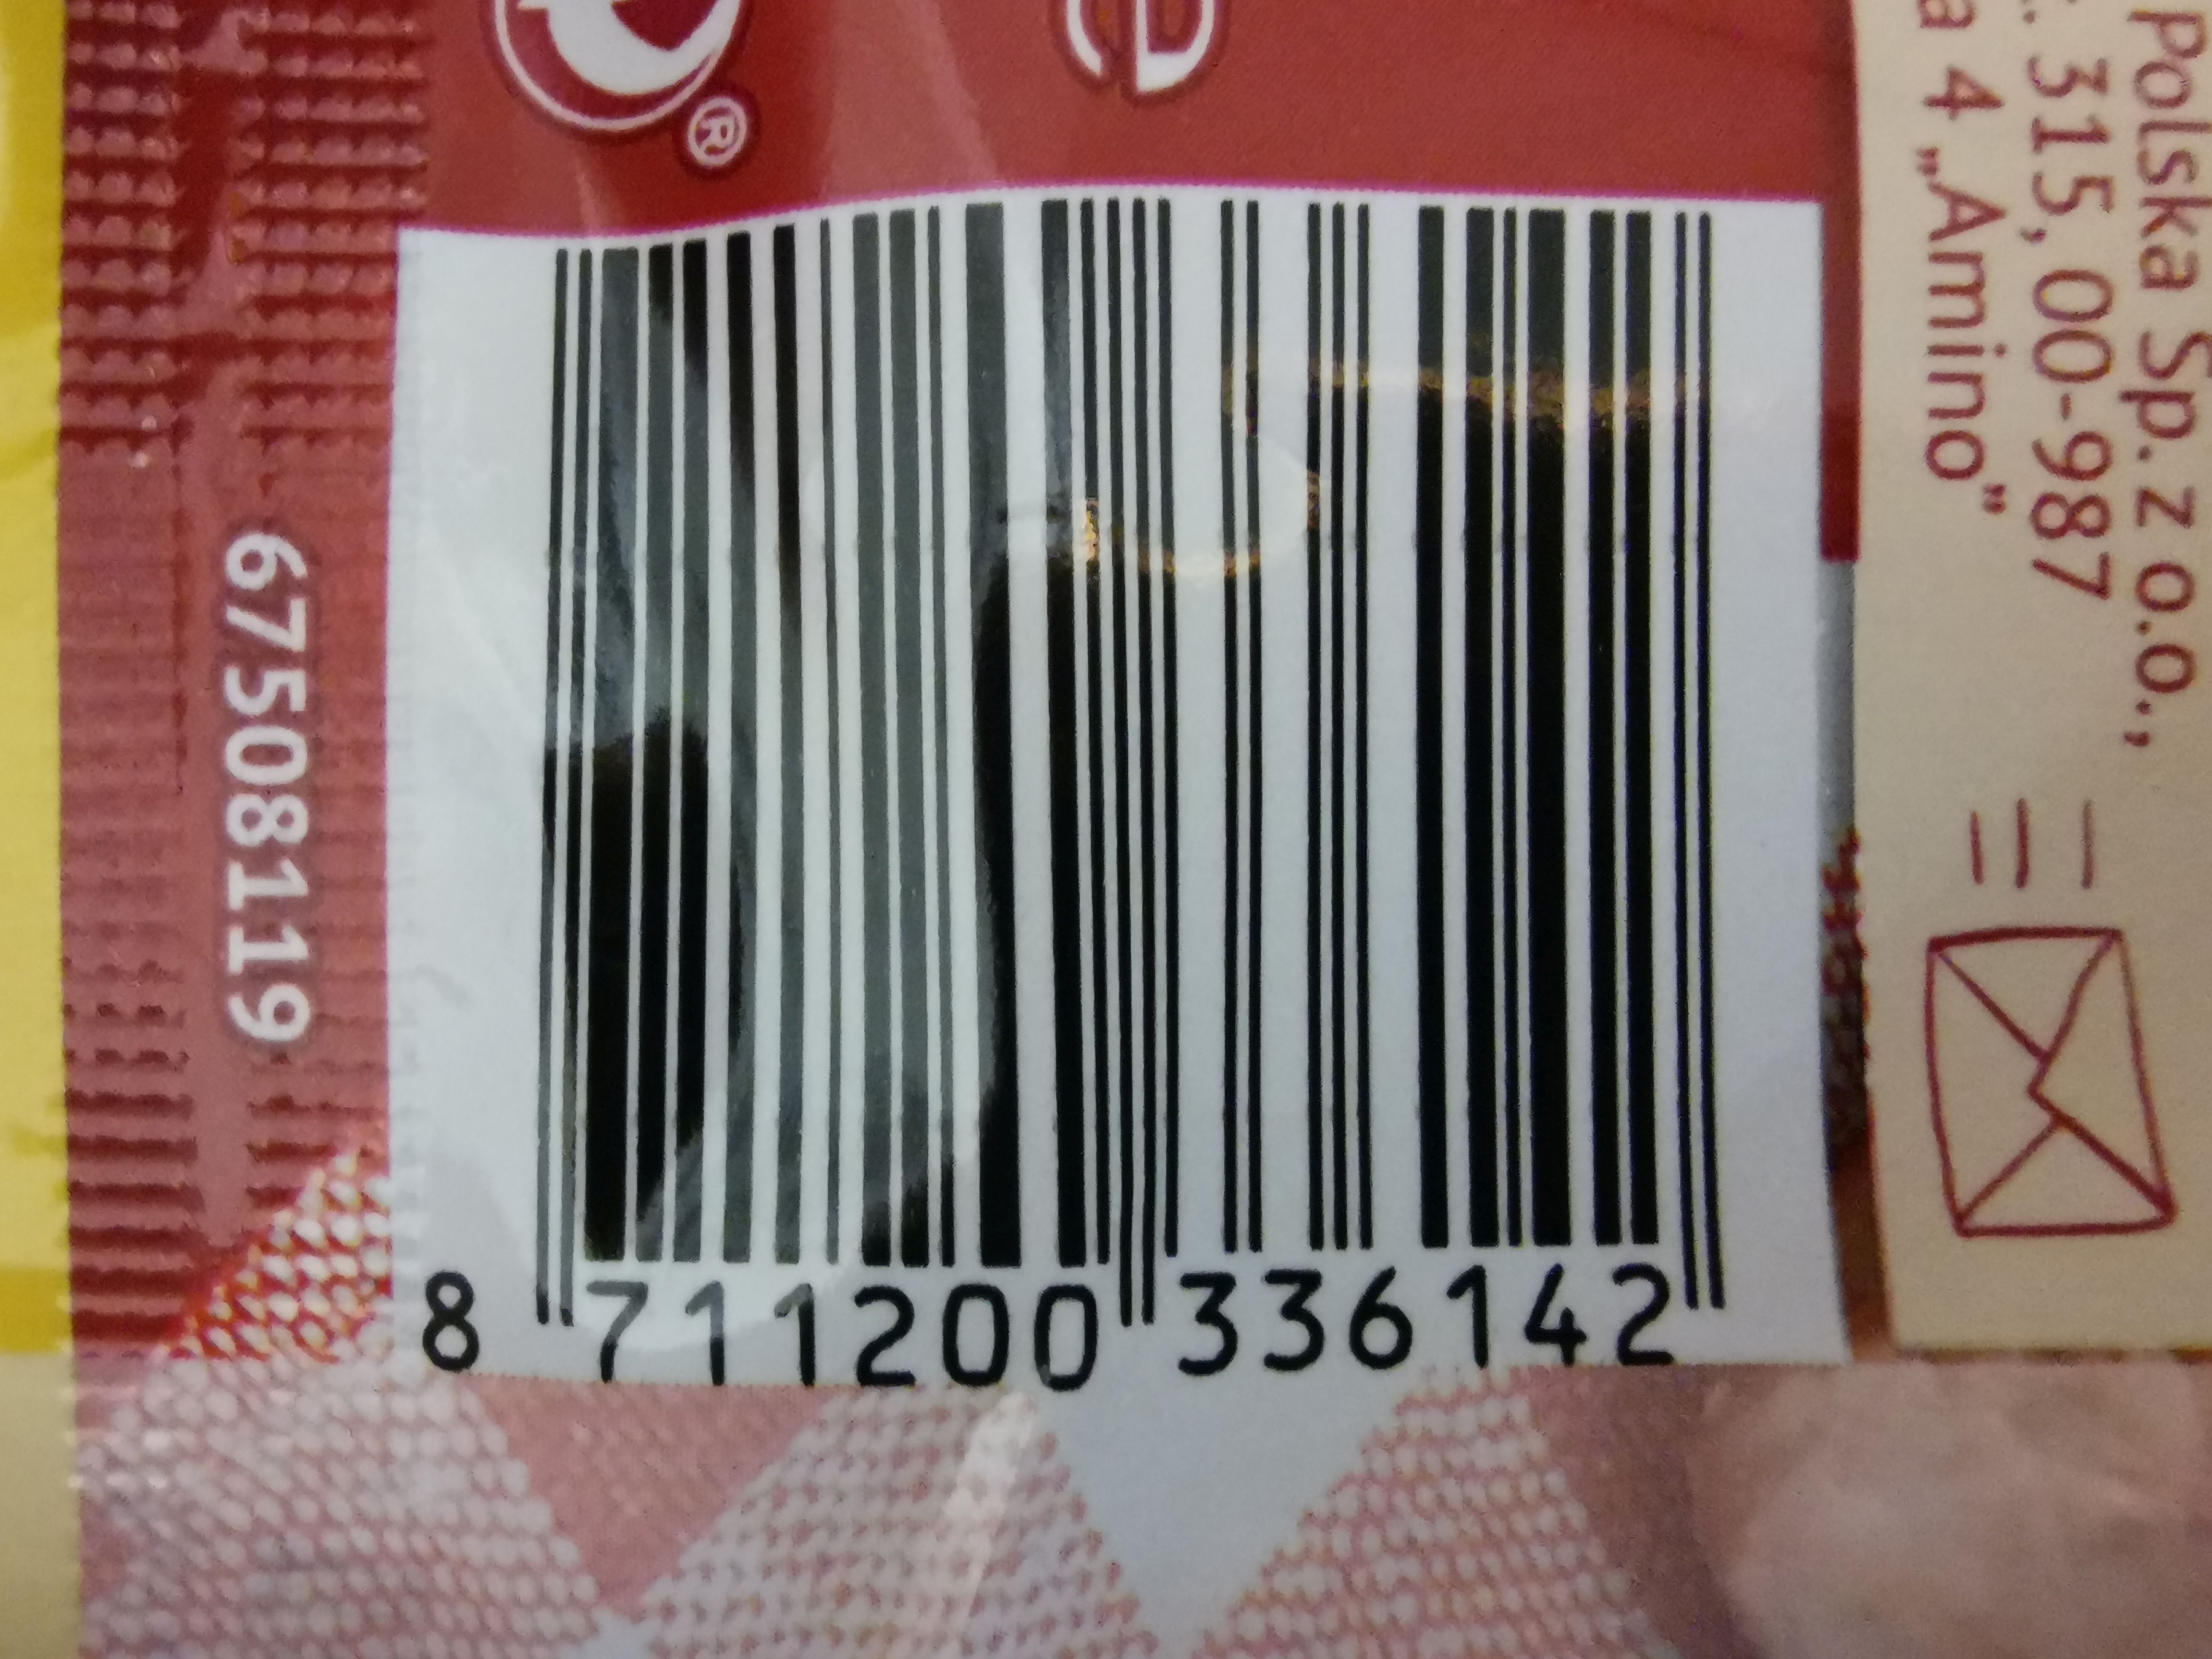 ®
e
67508119
8 711200 336142
Polska Sp. z o.o.,
315, 00-987
a 4 „Amino”